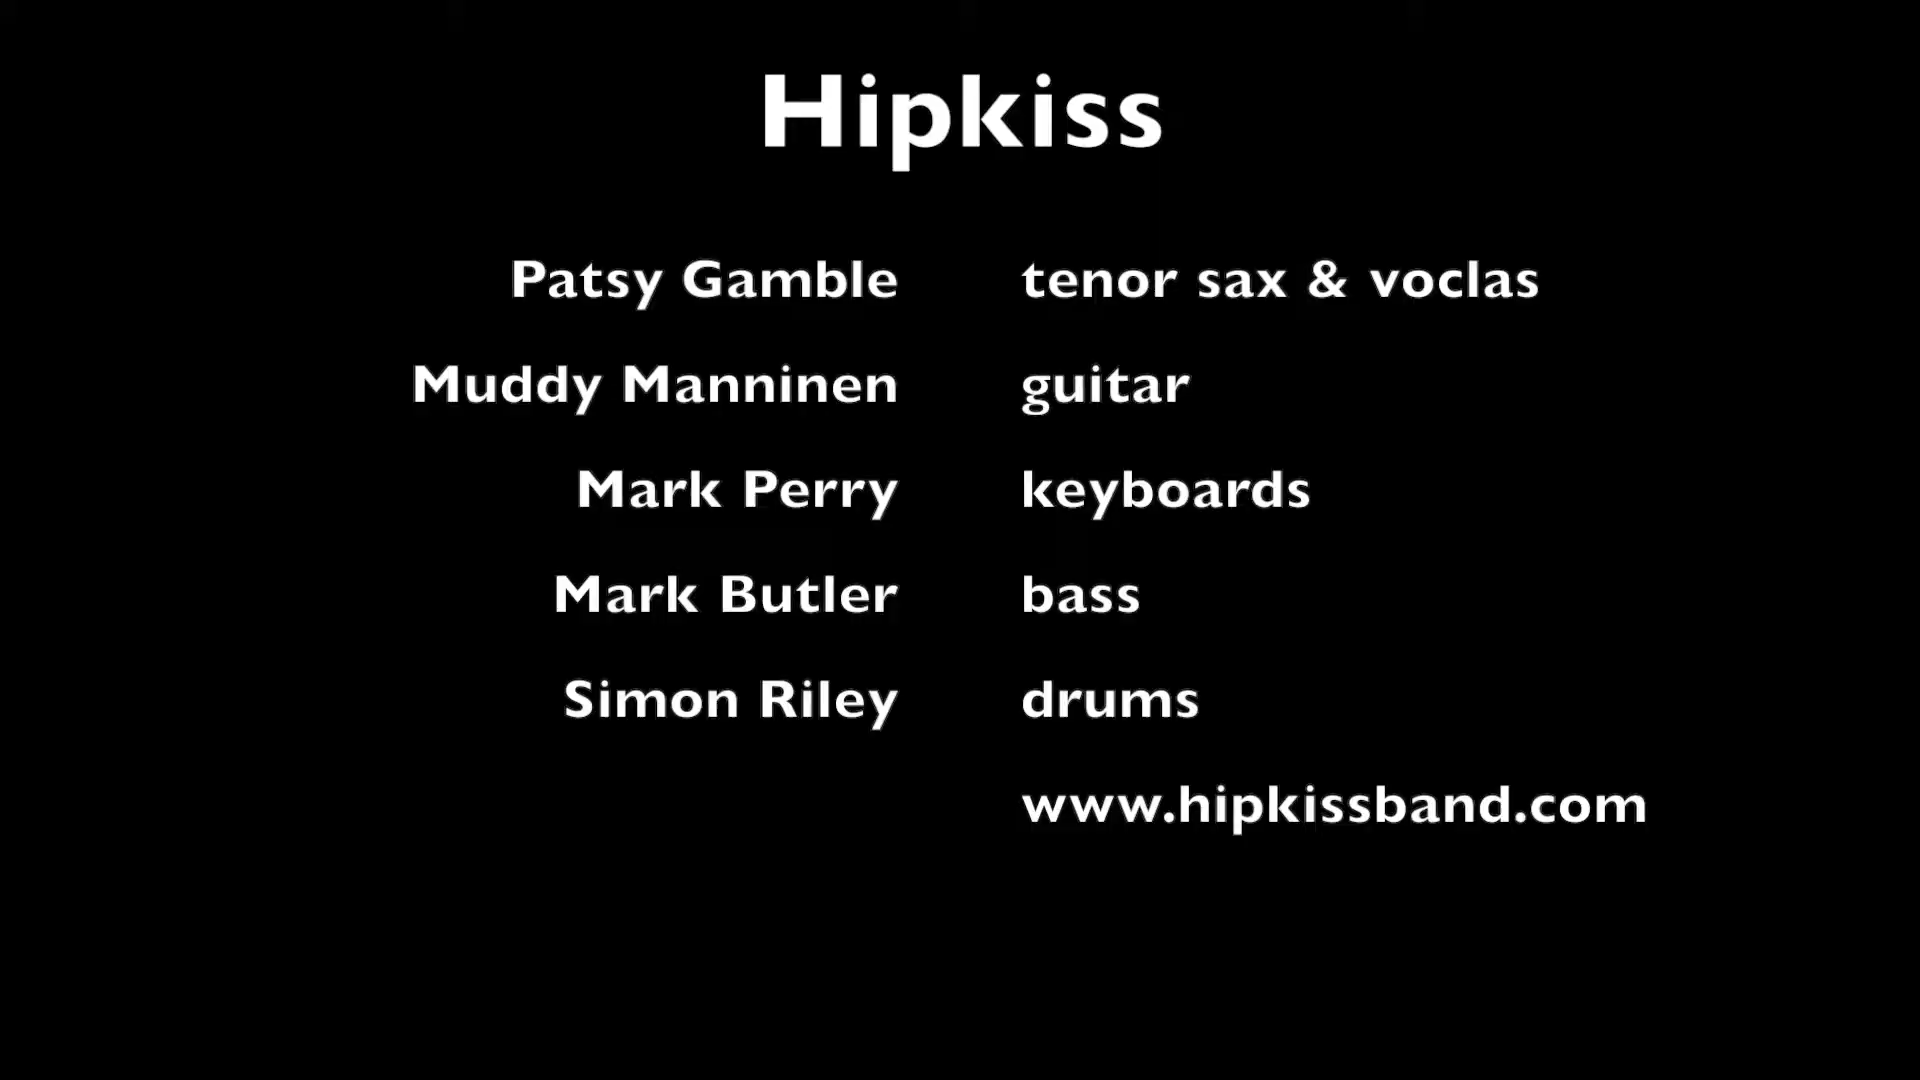 Hipkiss
Patsy Gamble tenor sax & voclas
Muddy Manninen guitar
Mark Perry keyboards
Mark Butler bass
Simon Riley drums
www.hipkissband.com